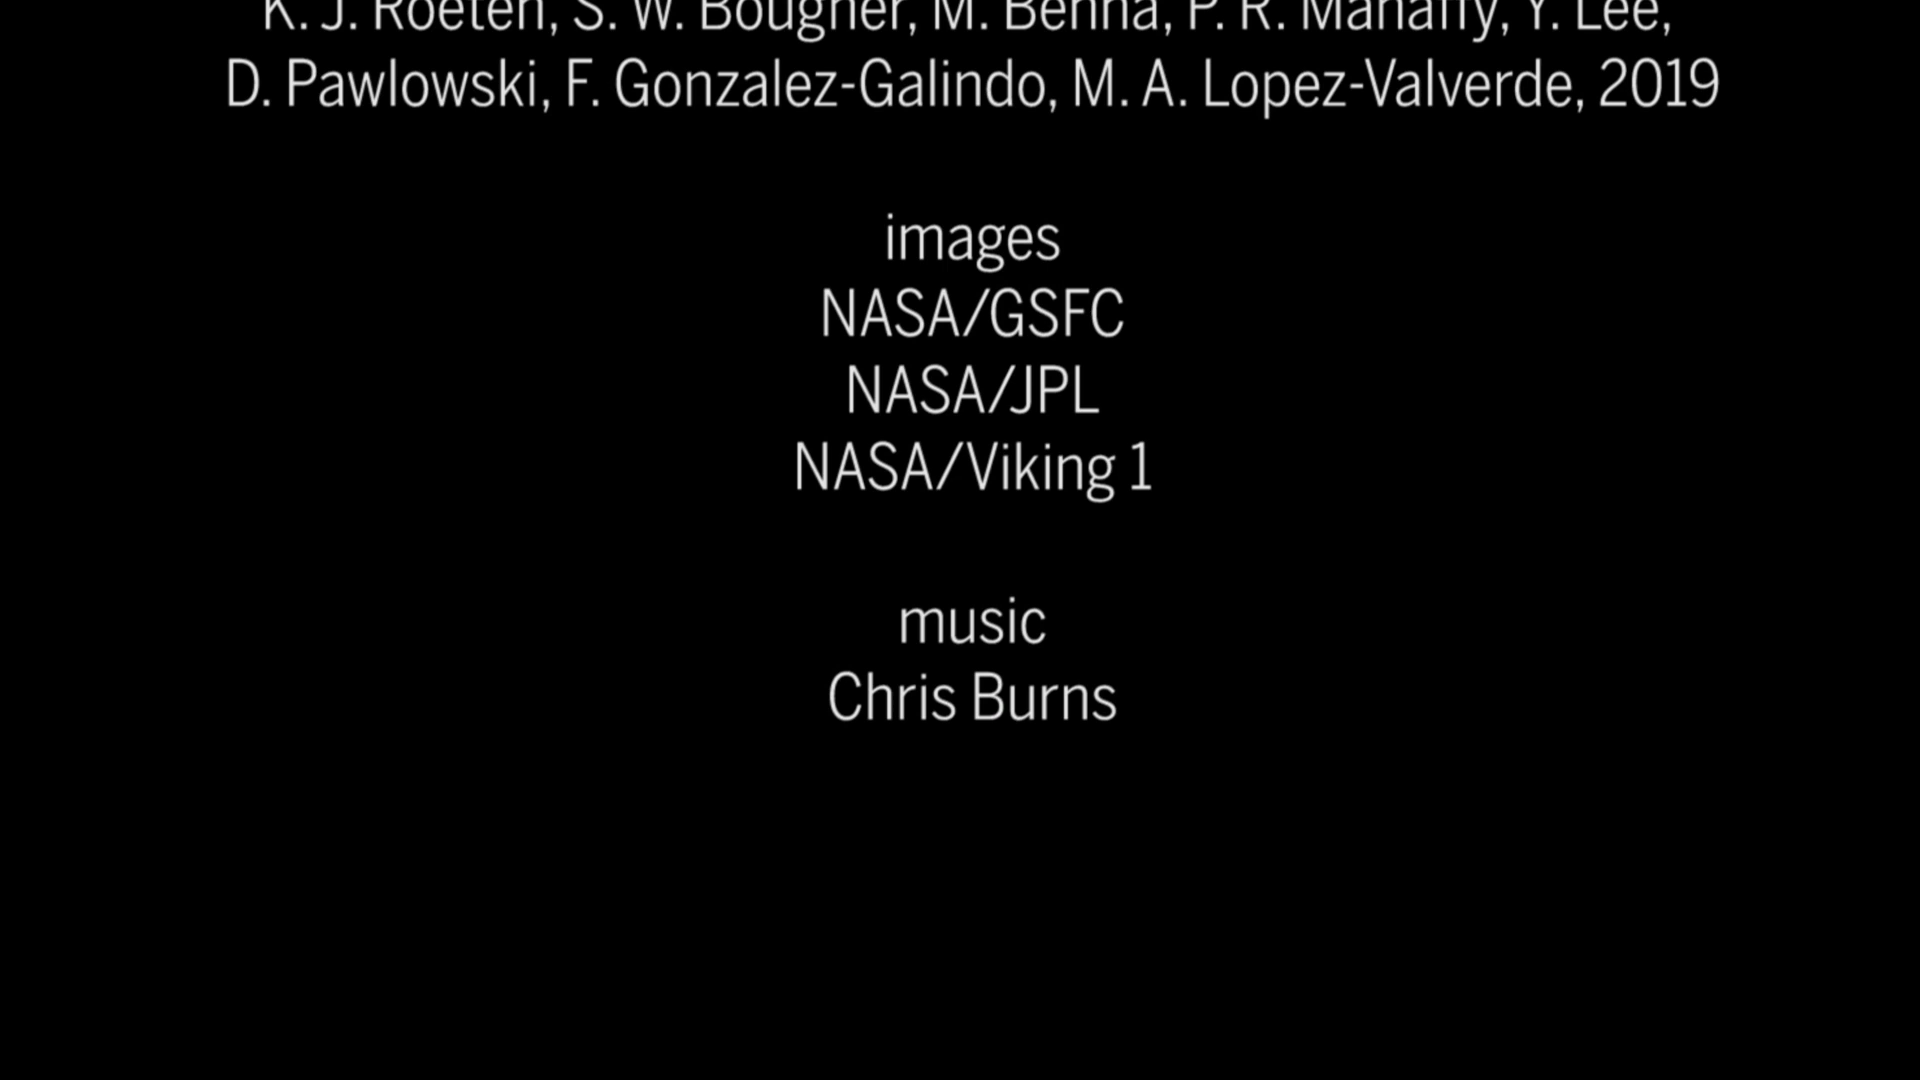 K. J. Roeten, S. W. Bougher, M. Benna, P. R. Mahaffy, Y. Lee,
D. Pawlowski, F. Gonzalez-Galindo, M. A. Lopez-Valverde, 2019
images
NASA/GSFC
NASA/JPL
NASA/Viking 1
music
Chris Burns